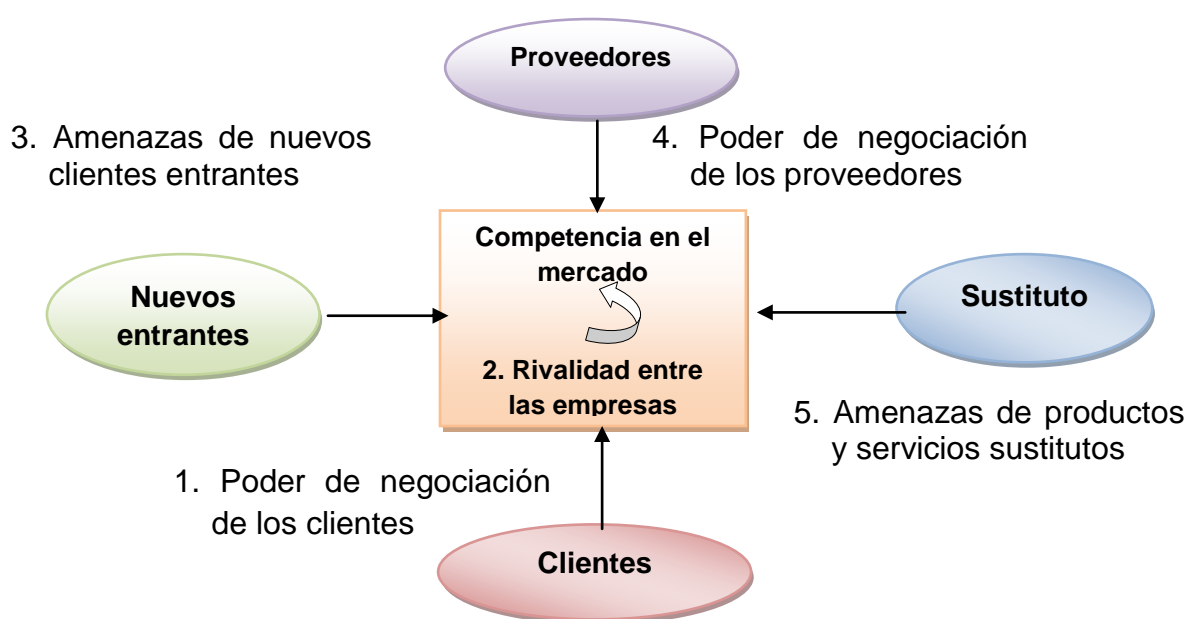 Proveedores
3. Amenazas de nuevos
clientes entrantes
4. Poder de negociación
de los proveedores
Competencia en el
mercado
Nuevos
entrantes
Sustituto
2. Rivalidad entre
las empresas
5. Amenazas de productos
y servicios sustitutos
1. Poder de negociación
de los clientes
Clientes